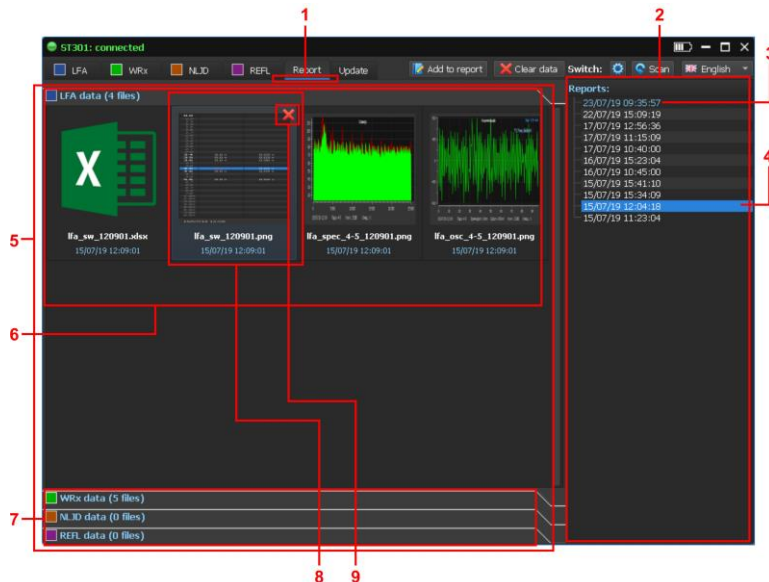 1
2
ST301: connected
3
LFA
WRx
NLJD
REFL
Report
Update
Add to report
Clear data
Switch:
Scan
English
5
LFA data (4 files)
Reports:
23/07/19 09:35:57
22/07/19 15:09:19
17/07/19 12:56:36
17/07/19 11:15:09
17/07/19 10:40:00
16/07/19 15:23:04
16/07/19 10:45:00
15/07/19 15:41:10
15/07/19 15:34:09
15/07/19 12:04:18
15/07/19 11:23:04
4
X
lfa_sw_120901.xlsx
15/07/19 12:09:01
lfa_sw_120901.png
15/07/19 12:09:01
lfa_spec_4-5_120901.png
15/07/19 12:09:01
lfa_osc_4-5_120901.png
15/07/19 12:09:01
6
7
WRx data (5 files)
NLJD data (0 files)
REFL data (0 files)
8
9